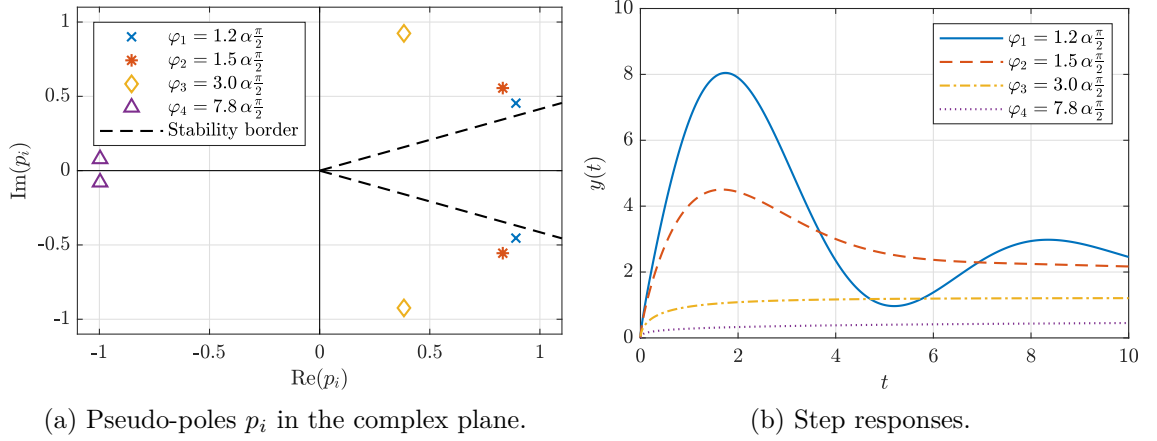 1
0.5
0
-0.5
-1
Im(p_i)
φ₁ = 1.2 α π/2
φ₂ = 1.5 α π/2
φ₃ = 3.0 α π/2
φ₄ = 7.8 α π/2
Stability border
-1 -0.5 0 0.5 1
Re(p_i)
(a) Pseudo-poles p_i in the complex plane.
10
8
6
4
2
0
y(t)
φ₁ = 1.2 α π/2
φ₂ = 1.5 α π/2
φ₃ = 3.0 α π/2
φ₄ = 7.8 α π/2
0 2 4 6 8 10
t
(b) Step responses.